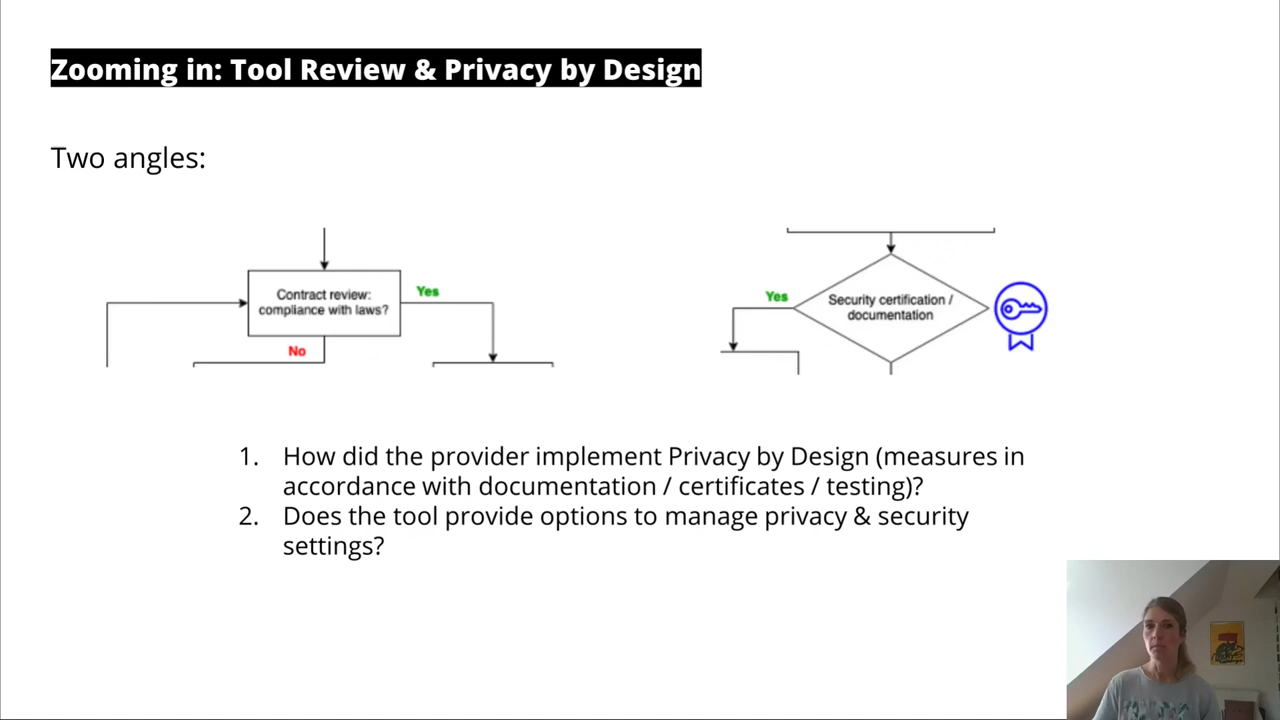 Zooming in: Tool Review & Privacy by Design
Two angles:
Contract review:
compliance with laws?
Yes
No
Yes
Security certification /
documentation
1. How did the provider implement Privacy by Design (measures in
accordance with documentation / certificates / testing)?
2. Does the tool provide options to manage privacy & security
settings?